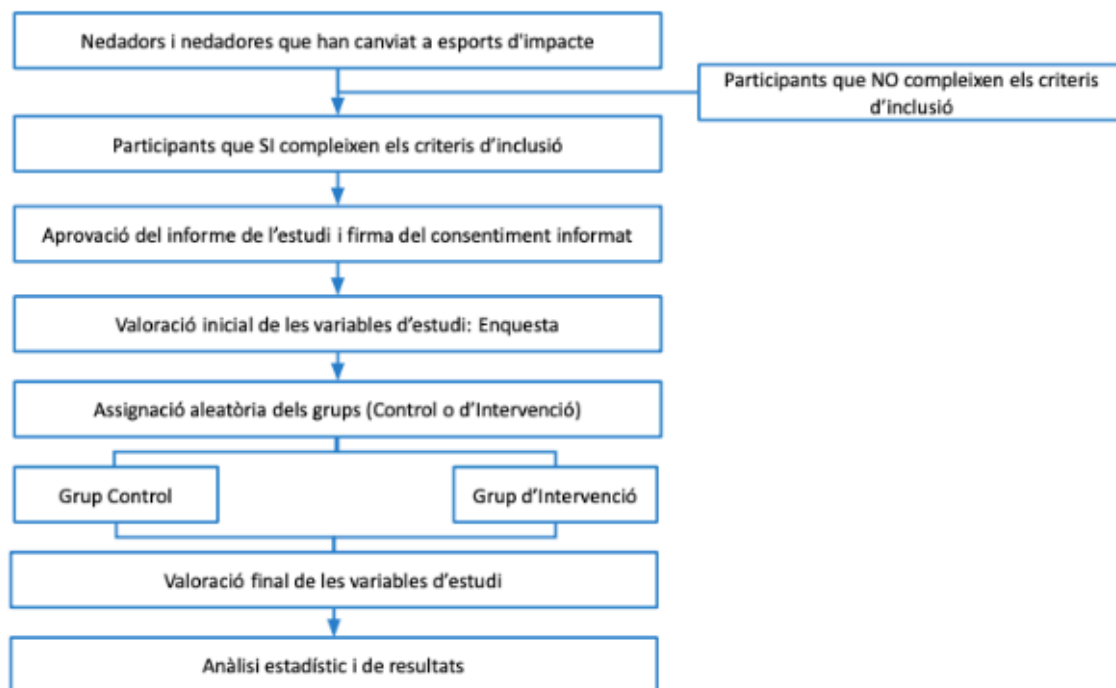 Nedadors i nedadores que han canviat a esports d'impacte
Participants que NO compleixen els criteris
d'inclusió
Participants que SI compleixen els criteris d'inclusió
Aprovació del informe de l'estudi i firma del consentiment informat
Valoració inicial de les variables d'estudi: Enquesta
Assignació aleatòria dels grups (Control o d'Intervenció)
Grup Control
Grup d'Intervenció
Valoració final de les variables d'estudi
Anàlisi estadístic i de resultats